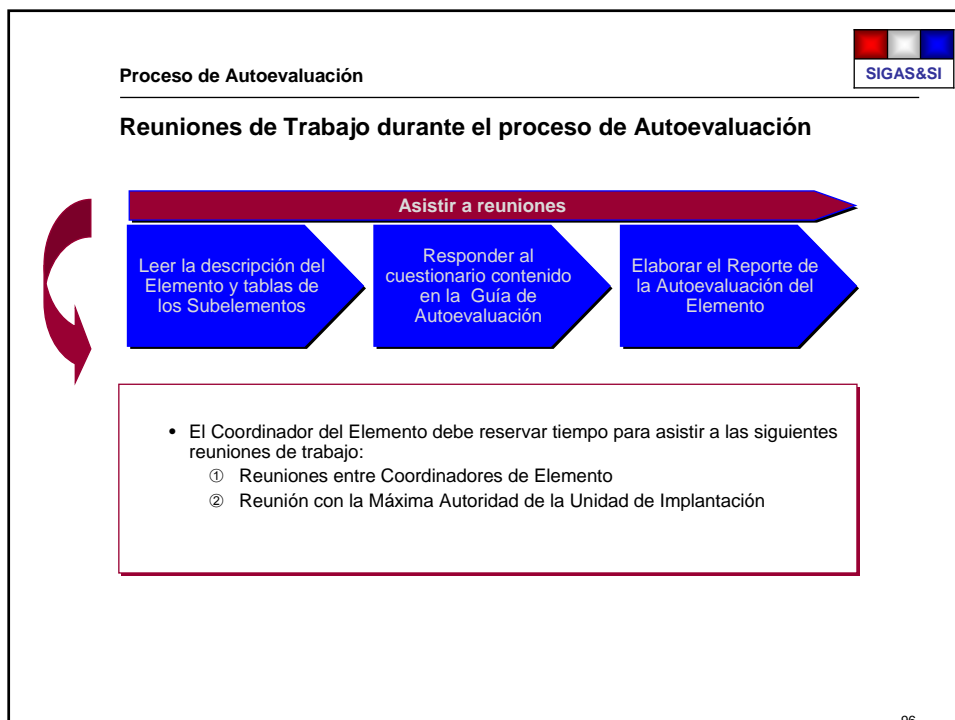 Proceso de Autoevaluación
SIGAS&SI
Reuniones de Trabajo durante el proceso de Autoevaluación
Asistir a reuniones
Leer la descripción del
Elemento y tablas de
los Subelementos
Responder al
cuestionario contenido
en la Guía de
Autoevaluación
Elaborar el Reporte de
la Autoevaluación del
Elemento
• El Coordinador del Elemento debe reservar tiempo para asistir a las siguientes
reuniones de trabajo:
① Reuniones entre Coordinadores de Elemento
② Reunión con la Máxima Autoridad de la Unidad de Implantación